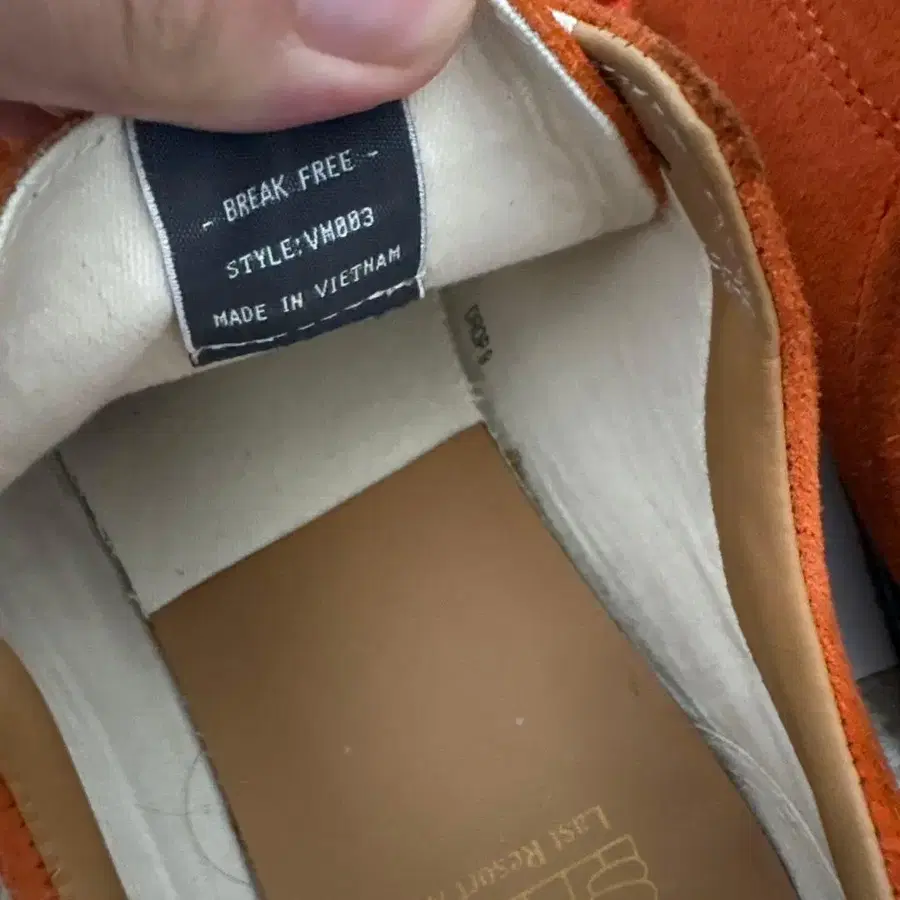 - BREAK FREE -
STYLE:VM003
MADE IN VIETNAM
Last Resort